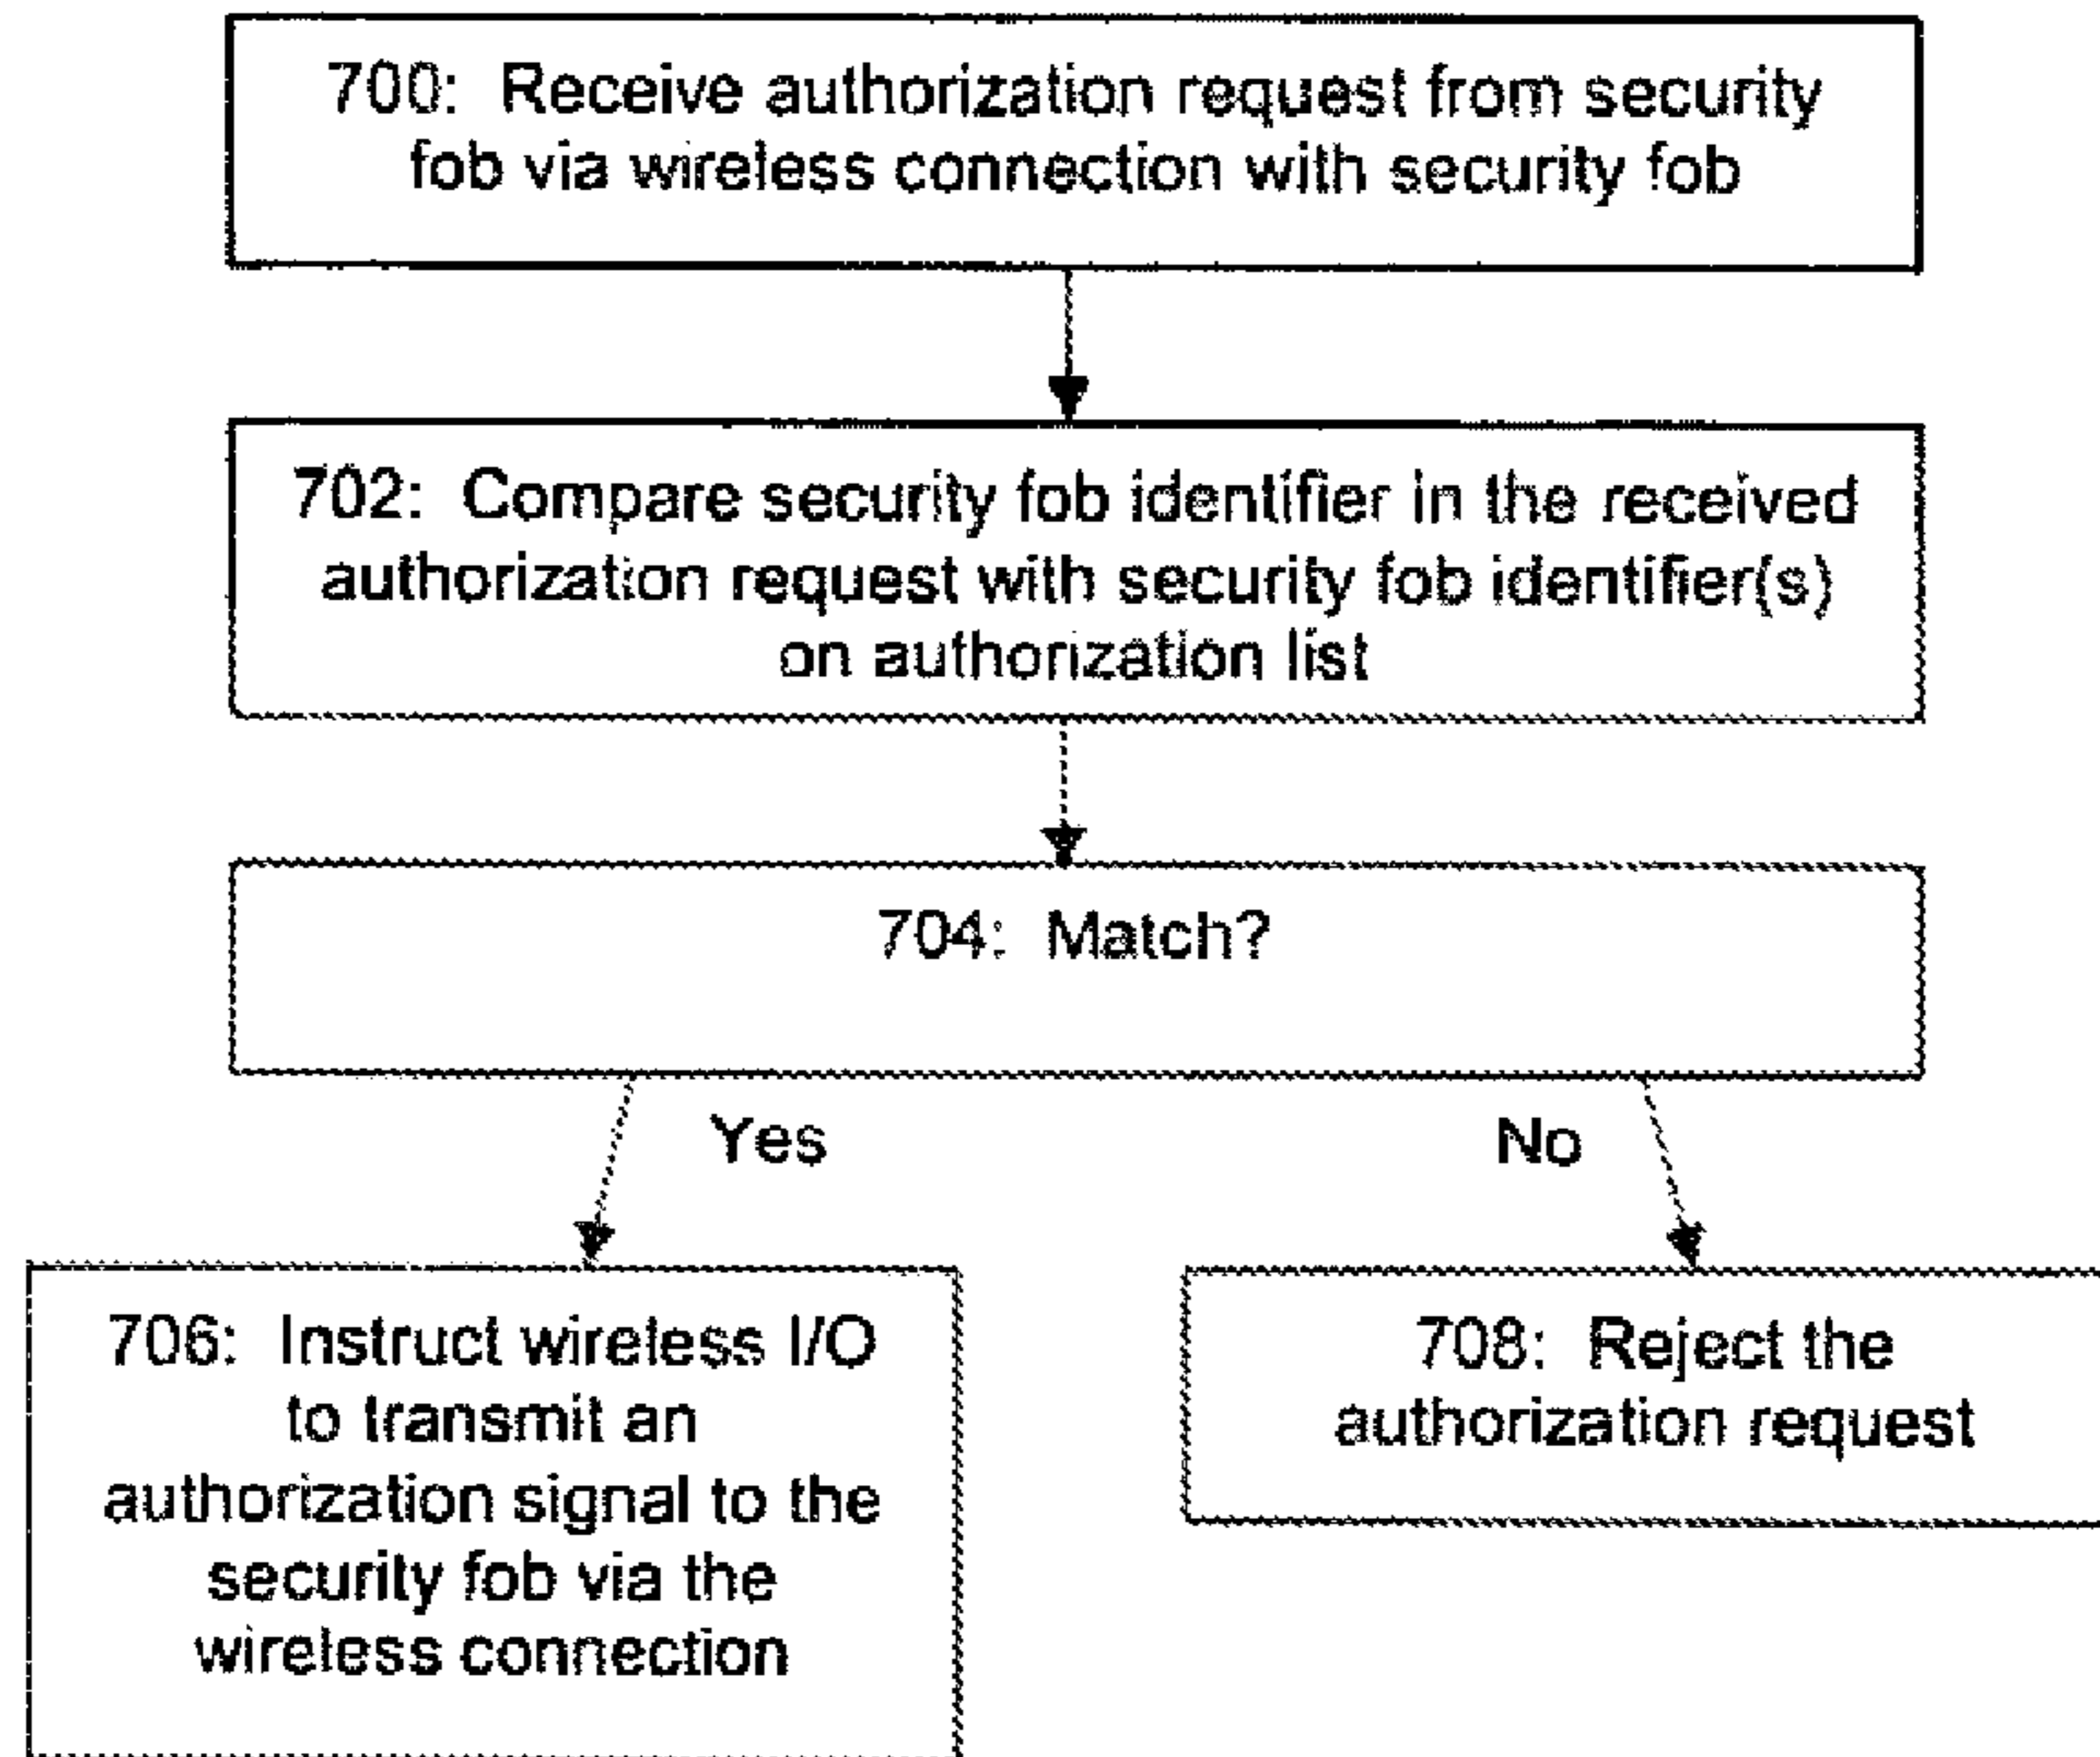 700: Receive authorization request from security
fob via wireless connection with security fob
702: Compare security fob identifier in the received
authorization request with security fob identifier(s)
on authorization list
704: Match?
Yes
No
706: Instruct wireless I/O
to transmit an
authorization signal to the
security fob via the
wireless connection
708: Reject the
authorization request